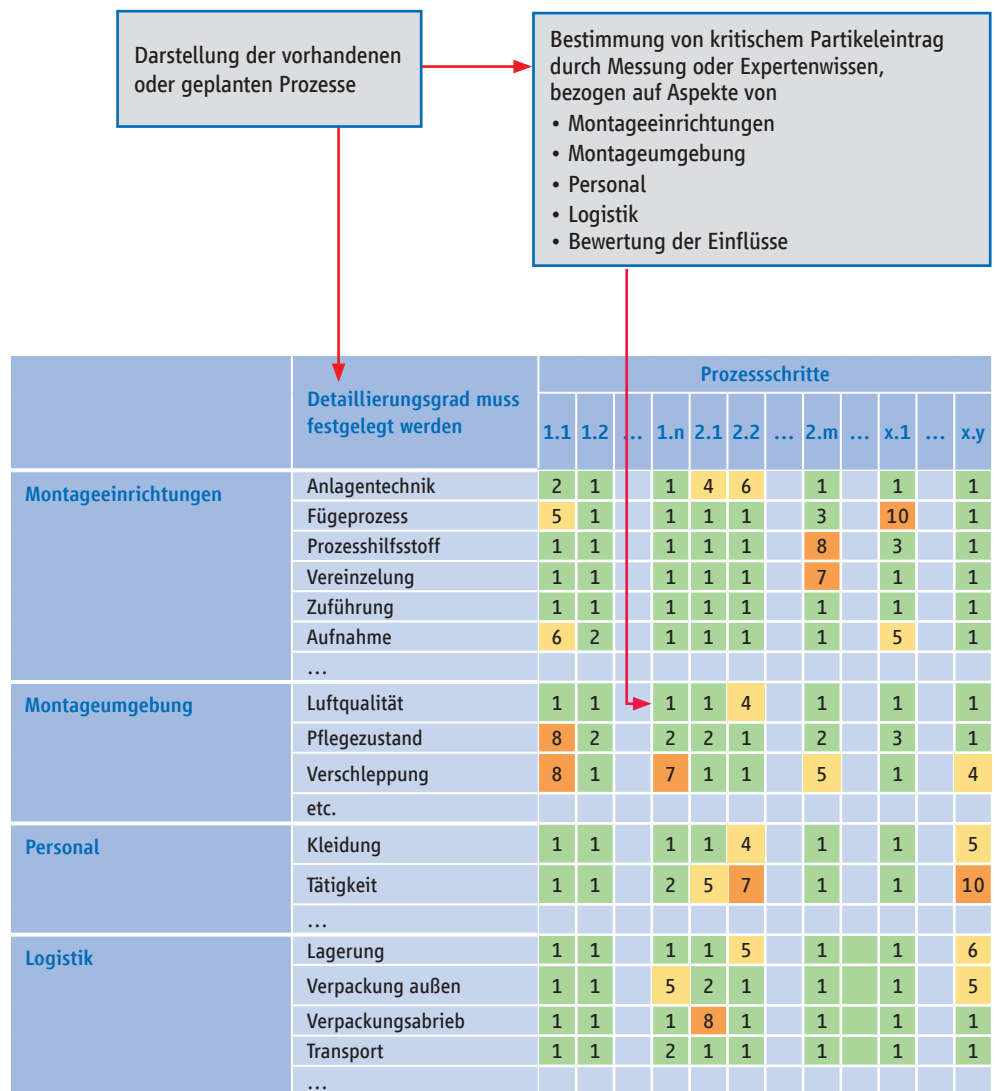 Darstellung der vorhandenen
oder geplanten Prozesse
Bestimmung von kritischem Partikeleintrag
durch Messung oder Expertenwissen,
bezogen auf Aspekte von
• Montageeinrichtungen
• Montageumgebung
• Personal
• Logistik
• Bewertung der Einflüsse
Detaillierungsgrad muss
festgelegt werden
Prozessschritte
1.1 1.2 … 1.n 2.1 2.2 … 2.m … x.1 … x.y
Montageeinrichtungen Anlagentechnik 2 1 1 4 6 1 1 1
Fügeprozess 5 1 1 1 1 3 10 1
Prozesshilfsstoff 1 1 1 1 1 8 3 1
Vereinzelung 1 1 1 1 1 7 1 1
Zuführung 1 1 1 1 1 1 1 1
Aufnahme 6 2 1 1 1 1 5 1
…
Montageumgebung Luftqualität 1 1 1 1 4 1 1 1
Pflegezustand 8 2 2 2 1 2 3 1
Verschleppung 8 1 7 1 1 5 1 4
etc.
Personal Kleidung 1 1 1 1 4 1 1 5
Tätigkeit 1 1 2 5 7 1 1 10
…
Logistik Lagerung 1 1 1 1 5 1 1 6
Verpackung außen 1 1 5 2 1 1 1 5
Verpackungsabrieb 1 1 1 8 1 1 1 1
Transport 1 1 2 1 1 1 1 1
…